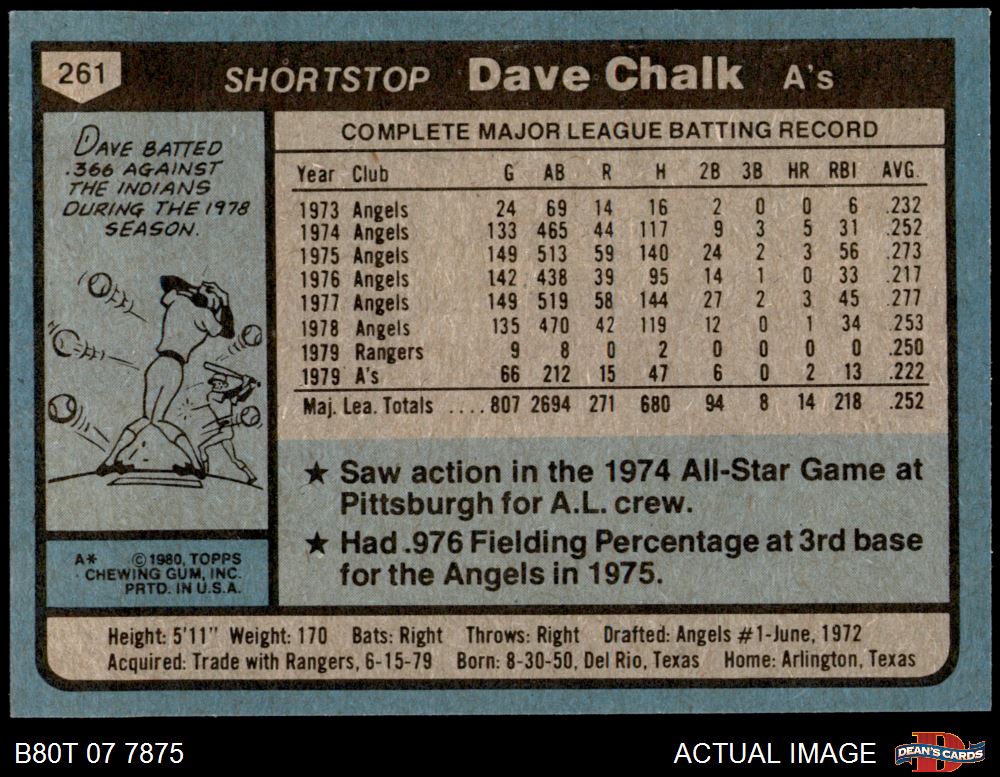 261 SHORTSTOP Dave Chalk A's
DAVE BATTED
.366 AGAINST
THE INDIANS
DURING THE 1978
SEASON.
COMPLETE MAJOR LEAGUE BATTING RECORD
Year Club G AB R H 2B 3B HR RBI AVG.
1973 Angels 24 69 14 16 2 0 0 6 .232
1974 Angels 133 465 44 117 9 3 5 31 .252
1975 Angels 149 513 59 140 24 2 3 56 .273
1976 Angels 142 438 39 95 14 1 0 33 .217
1977 Angels 149 519 58 144 27 2 3 45 .277
1978 Angels 135 470 42 119 12 0 1 34 .253
1979 Rangers 9 8 0 2 0 0 0 0 .250
1979 A's 66 212 15 47 6 0 2 13 .222
Maj. Lea. Totals ....807 2694 271 680 94 8 14 218 .252
★ Saw action in the 1974 All-Star Game at
Pittsburgh for A.L. crew.
★ Had .976 Fielding Percentage at 3rd base
for the Angels in 1975.
A* ©1980, TOPPS
CHEWING GUM, INC.
PRTD. IN U.S.A.
Height: 5'11" Weight: 170 Bats: Right Throws: Right Drafted: Angels #1-June, 1972
Acquired: Trade with Rangers, 6-15-79 Born: 8-30-50, Del Rio, Texas Home: Arlington, Texas
B80T 07 7875 ACTUAL IMAGE D DEAN'S CARDS